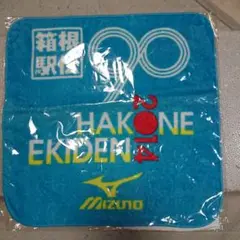 箱根
駅伝
90
HAKONE
EKIDEN
2014
MIZUNO